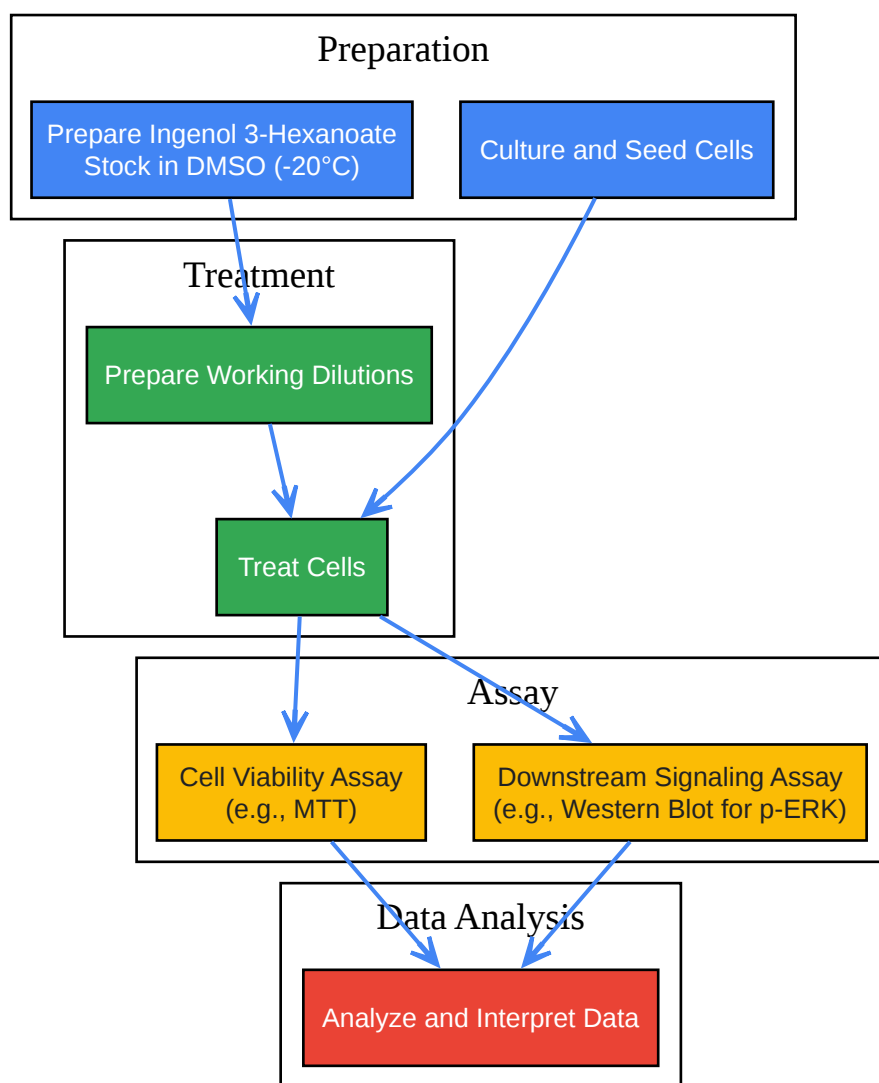 Preparation
Prepare Ingenol 3-Hexanoate
Stock in DMSO (-20°C)
Culture and Seed Cells
Treatment
Prepare Working Dilutions
Treat Cells
Assay
Cell Viability Assay
(e.g., MTT)
Downstream Signaling Assay
(e.g., Western Blot for p-ERK)
Data Analysis
Analyze and Interpret Data